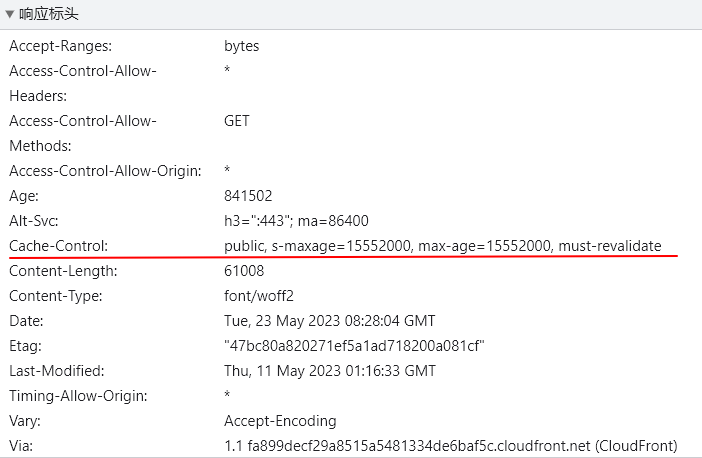 响应标头
Accept-Ranges: bytes
Access-Control-Allow- *
Headers:
Access-Control-Allow- GET
Methods:
Access-Control-Allow-Origin: *
Age: 841502
Alt-Svc: h3=":443"; ma=86400
Cache-Control: public, s-maxage=15552000, max-age=15552000, must-revalidate
Content-Length: 61008
Content-Type: font/woff2
Date: Tue, 23 May 2023 08:28:04 GMT
Etag: "47bc80a820271ef5a1ad718200a081cf"
Last-Modified: Thu, 11 May 2023 01:16:33 GMT
Timing-Allow-Origin: *
Vary: Accept-Encoding
Via: 1.1 fa899decf29a8515a5481334de6baf5c.cloudfront.net (CloudFront)